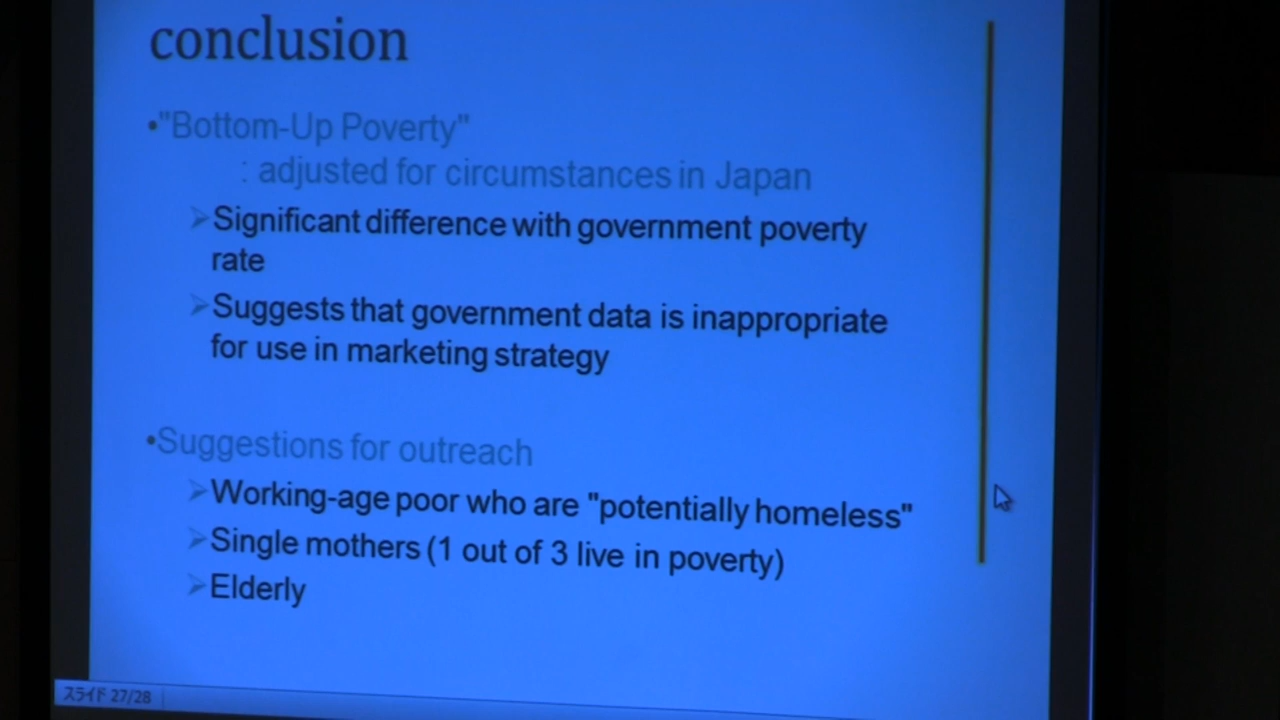 conclusion
•"Bottom-Up Poverty"
: adjusted for circumstances in Japan
➢Significant difference with government poverty
rate
➢Suggests that government data is inappropriate
for use in marketing strategy
•Suggestions for outreach
➢Working-age poor who are "potentially homeless"
➢Single mothers (1 out of 3 live in poverty)
➢Elderly
スライド 27/28